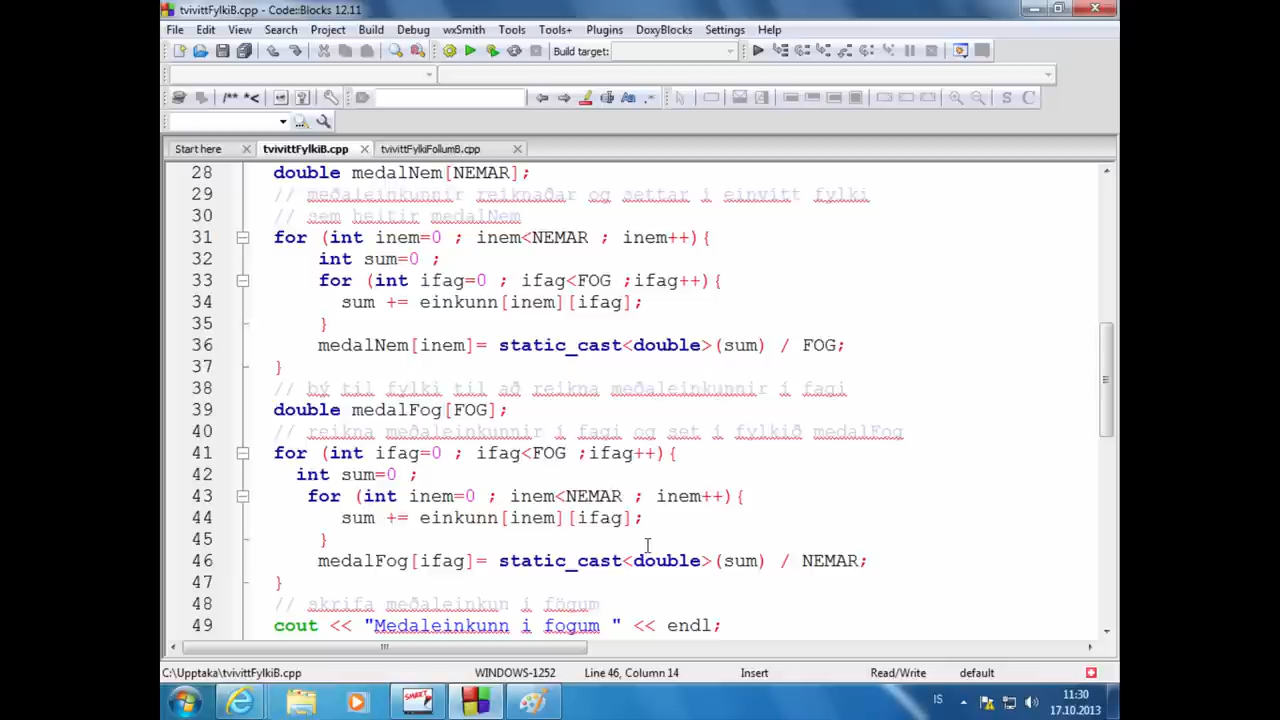 tvivittFylkiB.cpp - Code::Blocks 12.11
File Edit View Search Project Build Debug wxSmith Tools Tools+ Plugins DoxyBlocks Settings Help
Build target:
/** *<
S C
Start here tvivittFylkiB.cpp tvivittFylkiFollumB.cpp
28 double medalNem[NEMAR];
29 // meðaleinkunnir reiknaðar og settar í einvítt fylki
30 // sem heitir medalNem
31 for (int inem=0 ; inem<NEMAR ; inem++){
32 int sum=0 ;
33 for (int ifag=0 ; ifag<FOG ;ifag++){
34 sum += einkunn[inem][ifag];
35 }
36 medalNem[inem]= static_cast<double>(sum) / FOG;
37 }
38 // bý til fylki til að reikna meðaleinkunnir í fagi
39 double medalFog[FOG];
40 // reikna meðaleinkunnir í fagi og set í fylkið medalFog
41 for (int ifag=0 ; ifag<FOG ;ifag++){
42 int sum=0 ;
43 for (int inem=0 ; inem<NEMAR ; inem++){
44 sum += einkunn[inem][ifag];
45 }
46 medalFog[ifag]= static_cast<double>(sum) / NEMAR;
47 }
48 // skrifa meðaleinkun í fögum
49 cout << "Medaleinkunn i fogum " << endl;
C:\Upptaka\tvivittFylkiB.cpp WINDOWS-1252 Line 46, Column 14 Insert Read/Write default
SMART IS 11:30
17.10.2013